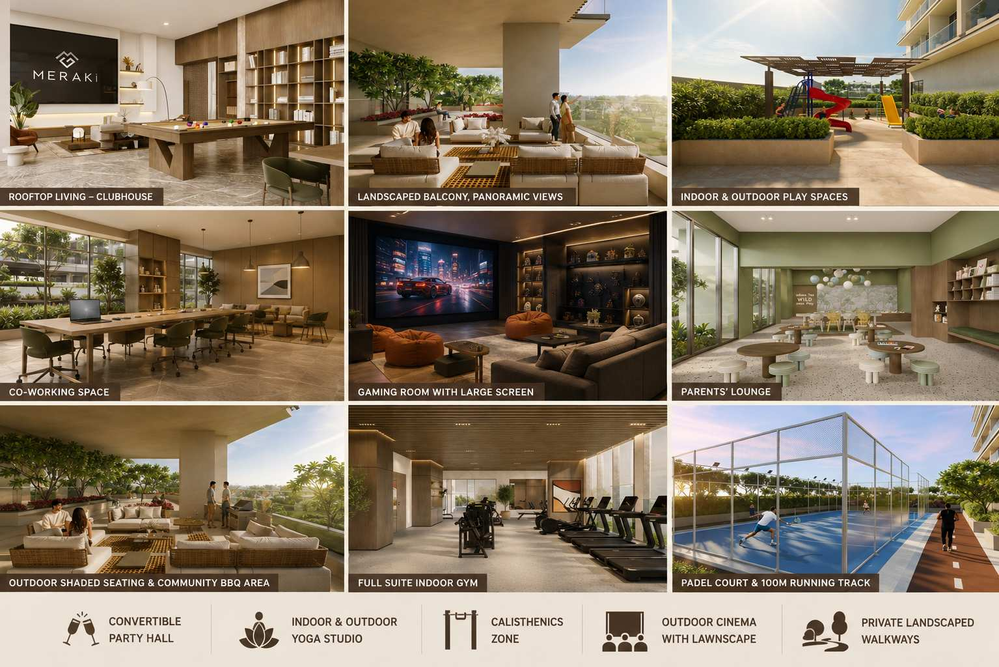 MERAKi
ROOFTOP LIVING – CLUBHOUSE
LANDSCAPED BALCONY, PANORAMIC VIEWS
INDOOR & OUTDOOR PLAY SPACES
CO-WORKING SPACE
GAMING ROOM WITH LARGE SCREEN
WILD
PARENTS' LOUNGE
OUTDOOR SHADED SEATING & COMMUNITY BBQ AREA
FULL SUITE INDOOR GYM
PADEL COURT & 100M RUNNING TRACK
CONVERTIBLE
PARTY HALL
INDOOR & OUTDOOR
YOGA STUDIO
CALISTHENICS
ZONE
OUTDOOR CINEMA
WITH LAWNSCAPE
PRIVATE LANDSCAPED
WALKWAYS